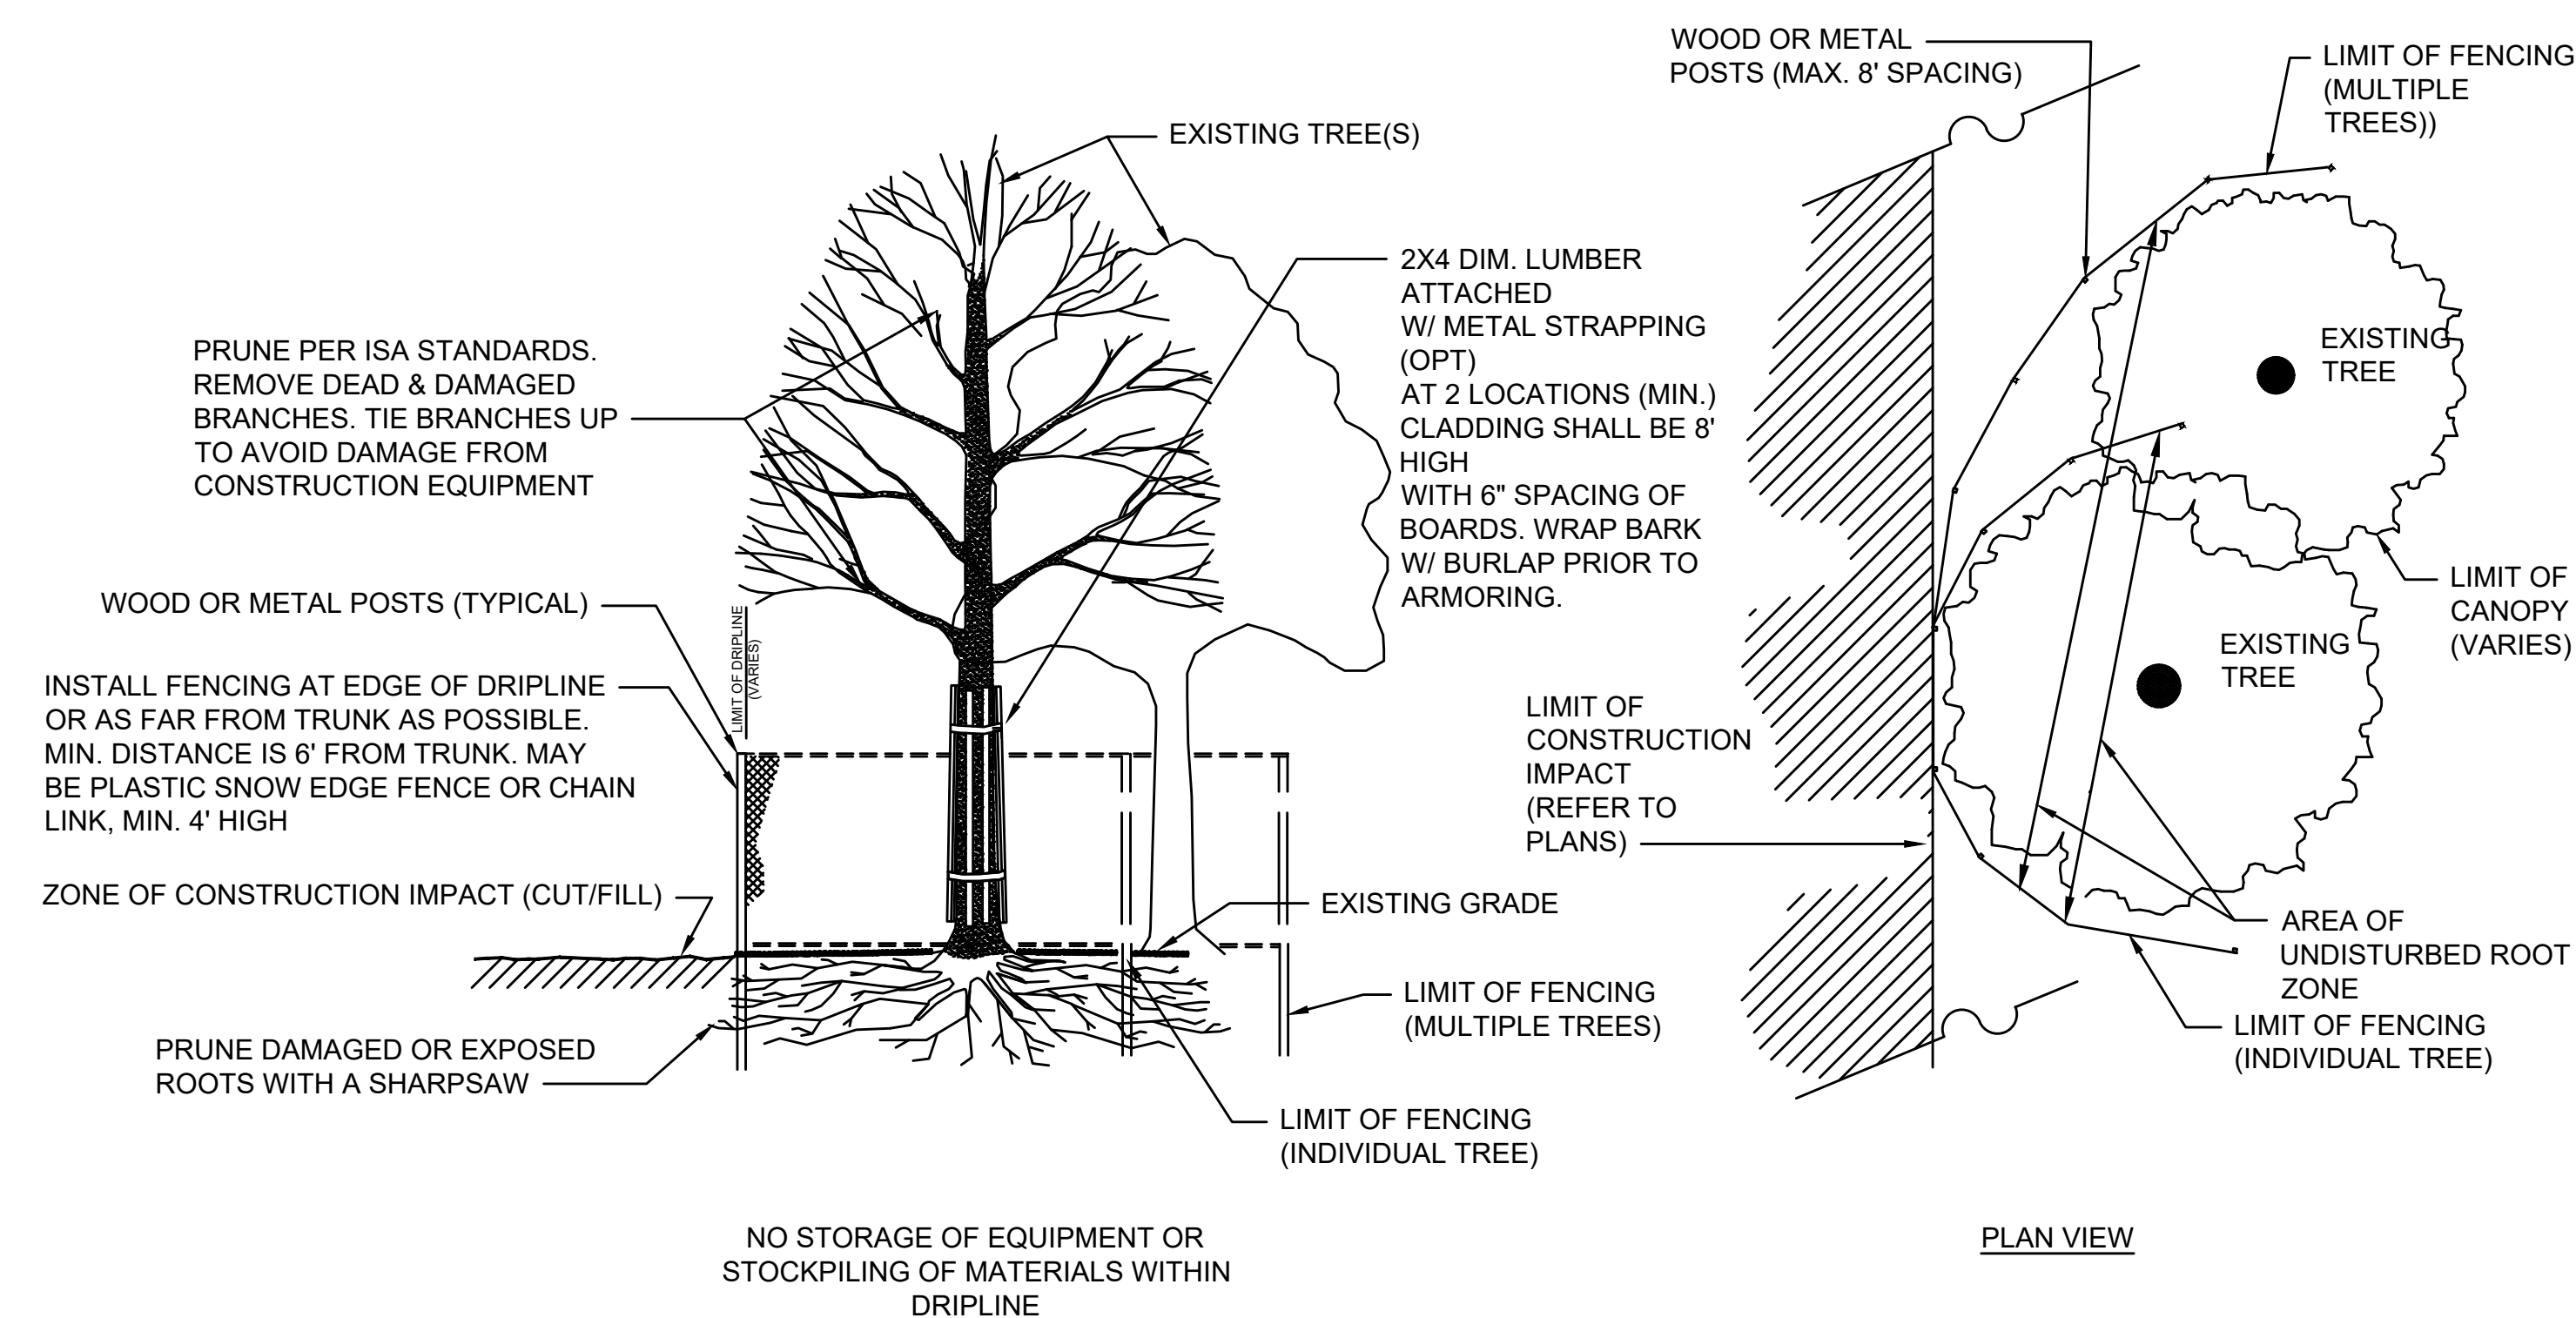 WOOD OR METAL
POSTS (MAX. 8' SPACING)
LIMIT OF FENCING
(MULTIPLE
TREES))
EXISTING TREE(S)
2X4 DIM. LUMBER
ATTACHED
W/ METAL STRAPPING
(OPT)
AT 2 LOCATIONS (MIN.)
CLADDING SHALL BE 8'
HIGH
WITH 6" SPACING OF
BOARDS. WRAP BARK
W/ BURLAP PRIOR TO
ARMORING.
PRUNE PER ISA STANDARDS.
REMOVE DEAD & DAMAGED
BRANCHES. TIE BRANCHES UP
TO AVOID DAMAGE FROM
CONSTRUCTION EQUIPMENT
WOOD OR METAL POSTS (TYPICAL)
LIMIT OF DRIPLINE
(VARIES)
INSTALL FENCING AT EDGE OF DRIPLINE
OR AS FAR FROM TRUNK AS POSSIBLE.
MIN. DISTANCE IS 6' FROM TRUNK. MAY
BE PLASTIC SNOW EDGE FENCE OR CHAIN
LINK, MIN. 4' HIGH
ZONE OF CONSTRUCTION IMPACT (CUT/FILL)
PRUNE DAMAGED OR EXPOSED
ROOTS WITH A SHARPSAW
EXISTING GRADE
LIMIT OF FENCING
(MULTIPLE TREES)
LIMIT OF FENCING
(INDIVIDUAL TREE)
NO STORAGE OF EQUIPMENT OR
STOCKPILING OF MATERIALS WITHIN
DRIPLINE
EXISTING
TREE
EXISTING
TREE
LIMIT OF
CANOPY
(VARIES)
LIMIT OF
CONSTRUCTION
IMPACT
(REFER TO
PLANS)
AREA OF
UNDISTURBED ROOT
ZONE
LIMIT OF FENCING
(INDIVIDUAL TREE)
PLAN VIEW